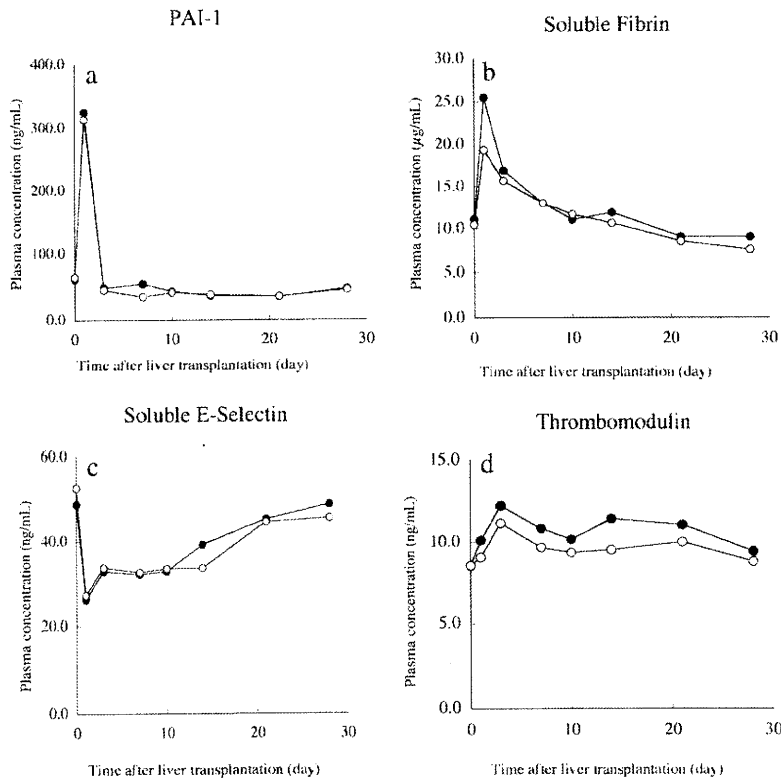 PAI-1
a
400.0
300.0
200.0
100.0
0.0
Plasma concentration (ng/mL)
0 10 20 30
Time after liver transplantation (day)
Soluble Fibrin
b
30.0
25.0
20.0
15.0
10.0
5.0
0.0
Plasma concentration (µg/mL)
0 10 20 30
Time after liver transplantation (day)
Soluble E-Selectin
c
60.0
40.0
20.0
0.0
Plasma concentration (ng/mL)
0 10 20 30
Time after liver transplantation (day)
Thrombomodulin
d
15.0
10.0
5.0
0.0
Plasma concentration (ng/mL)
0 10 20 30
Time after liver transplantation (day)